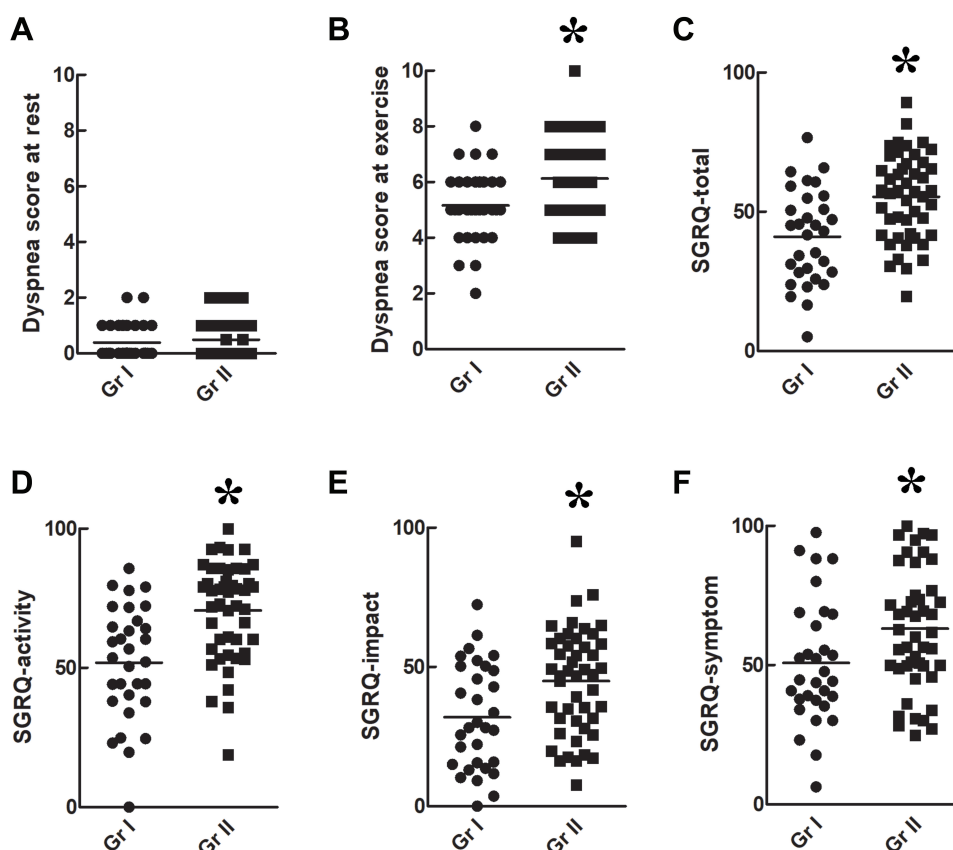 A
Dyspnea score at rest
10
8
6
4
2
0
Gr I
Gr II
B
*
Dyspnea score at exercise
10
8
6
4
2
0
Gr I
Gr II
C
*
SGRQ-total
100
50
0
Gr I
Gr II
D
*
SGRQ-activity
100
50
0
Gr I
Gr II
E
*
SGRQ-impact
100
50
0
Gr I
Gr II
F
*
SGRQ-symptom
100
50
0
Gr I
Gr II